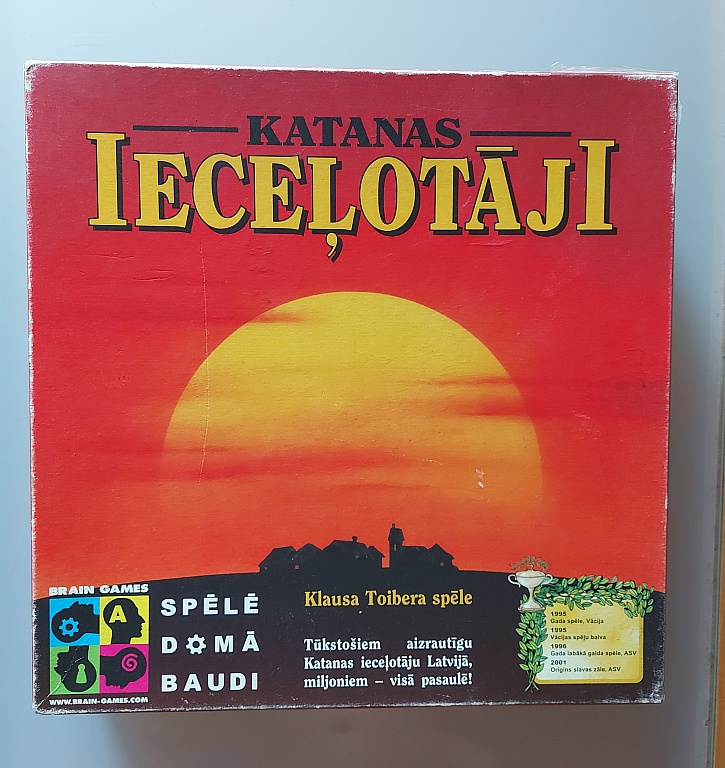 KATANAS
IECEĻOTĀJI
BRAIN GAMES
A
WWW.BRAIN-GAMES.COM
SPĒLĒ
DOMĀ
BAUDI
Klausa Toibera spēle
Tūkstošiem aizrautīgu
Katanas ieceļotāju Latvijā,
miljoniem – visā pasaulē!
1995
Gada spēle, Vācija
1995
Vācijas spēļu balva
1996
Gada labākā galda spēle, ASV
2001
Origins slavas zāle, ASV